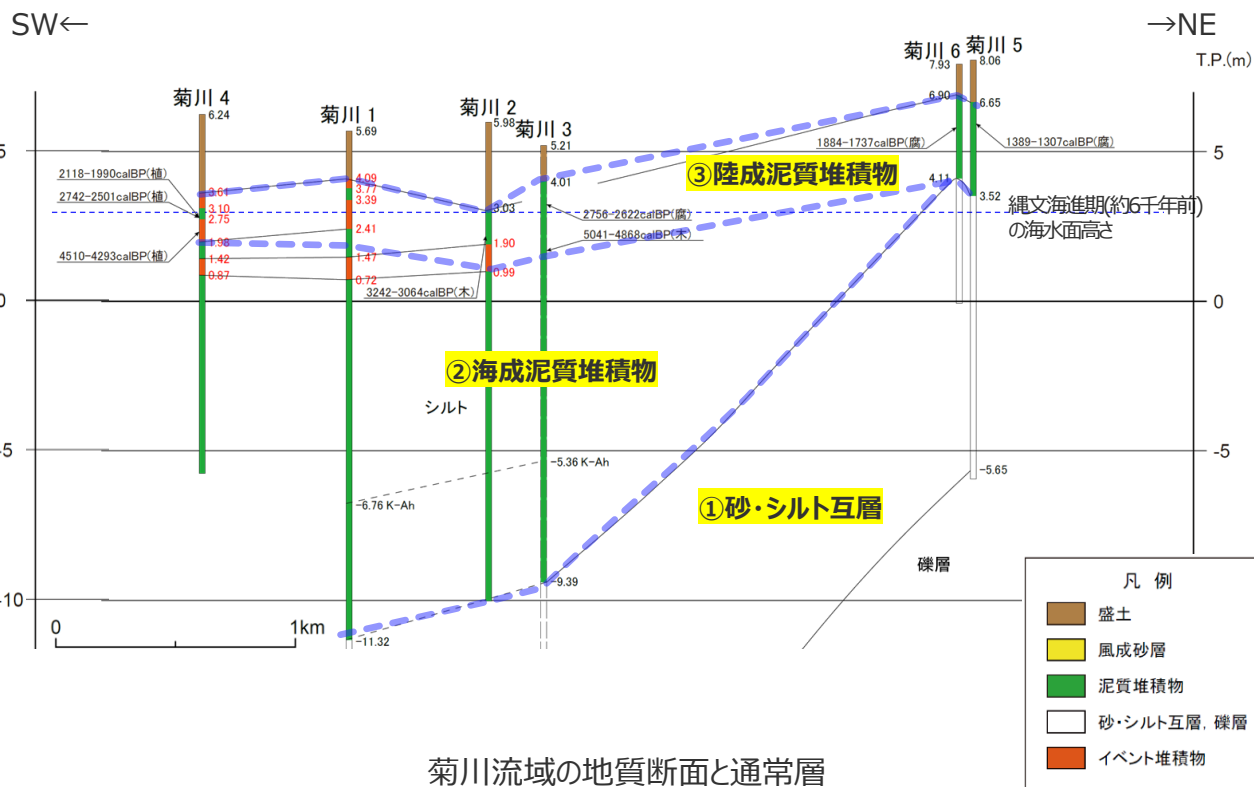 SW←
→NE
T.P.(m)
菊川 4
6.24
菊川 1
5.69
菊川 2
5.98
菊川 3
5.21
菊川 6
7.93
菊川 5
8.06
6.90
6.65
1884-1737calBP(腐)
1389-1307calBP(腐)
5
5
2118-1990calBP(植)
2742-2501calBP(植)
4510-4293calBP(植)
3.61
3.10
2.75
1.98
1.42
0.87
4.09
3.77
3.39
2.41
1.47
0.72
3.03
1.90
0.99
3242-3064calBP(木)
4.01
2756-2622calBP(腐)
5041-4868calBP(木)
③陸成泥質堆積物
4.11
3.52
縄文海進期(約6千年前)
の海水面高さ
0
0
②海成泥質堆積物
シルト
-5
-5
-5.36 K-Ah
-6.76 K-Ah
-5.65
①砂・シルト互層
礫層
-9.39
-10
-11.32
0
1km
凡 例
盛土
風成砂層
泥質堆積物
砂・シルト互層, 礫層
イベント堆積物
菊川流域の地質断面と通常層